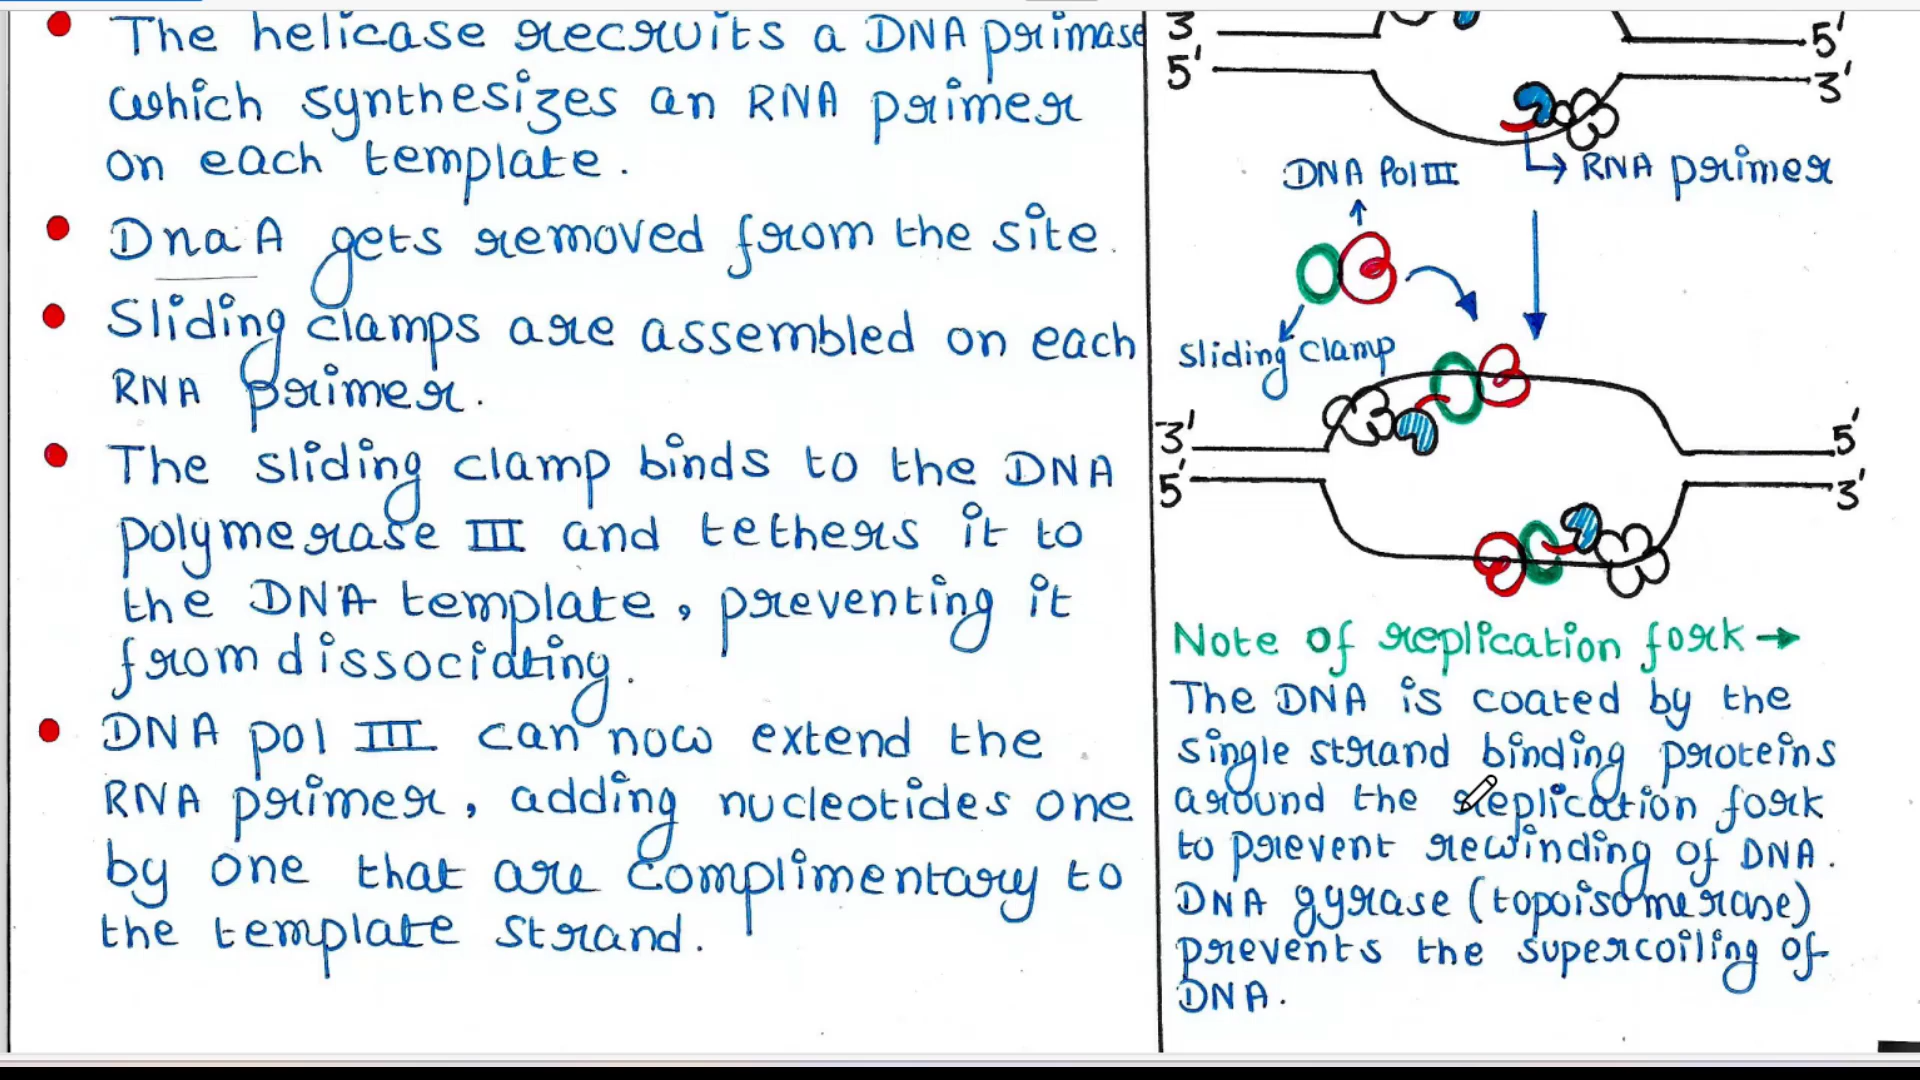 The helicase recruits a DNA primase
which synthesizes an RNA primer
on each template.
DnaA gets removed from the site.
Sliding clamps are assembled on each
RNA primer.
The sliding clamp binds to the DNA
polymerase III and tethers it to
the DNA template, preventing it
from dissociating.
DNA pol III can now extend the
RNA primer, adding nucleotides one
by one that are complimentary to
the template strand.
3' 5'
5' 3'
DNA Pol III
RNA primer
Sliding clamp
3' 5'
5' 3'
Note of replication fork →
The DNA is coated by the
single strand binding proteins
around the replication fork
to prevent rewinding of DNA.
DNA gyrase (topoisomerase)
prevents the supercoiling of
DNA.